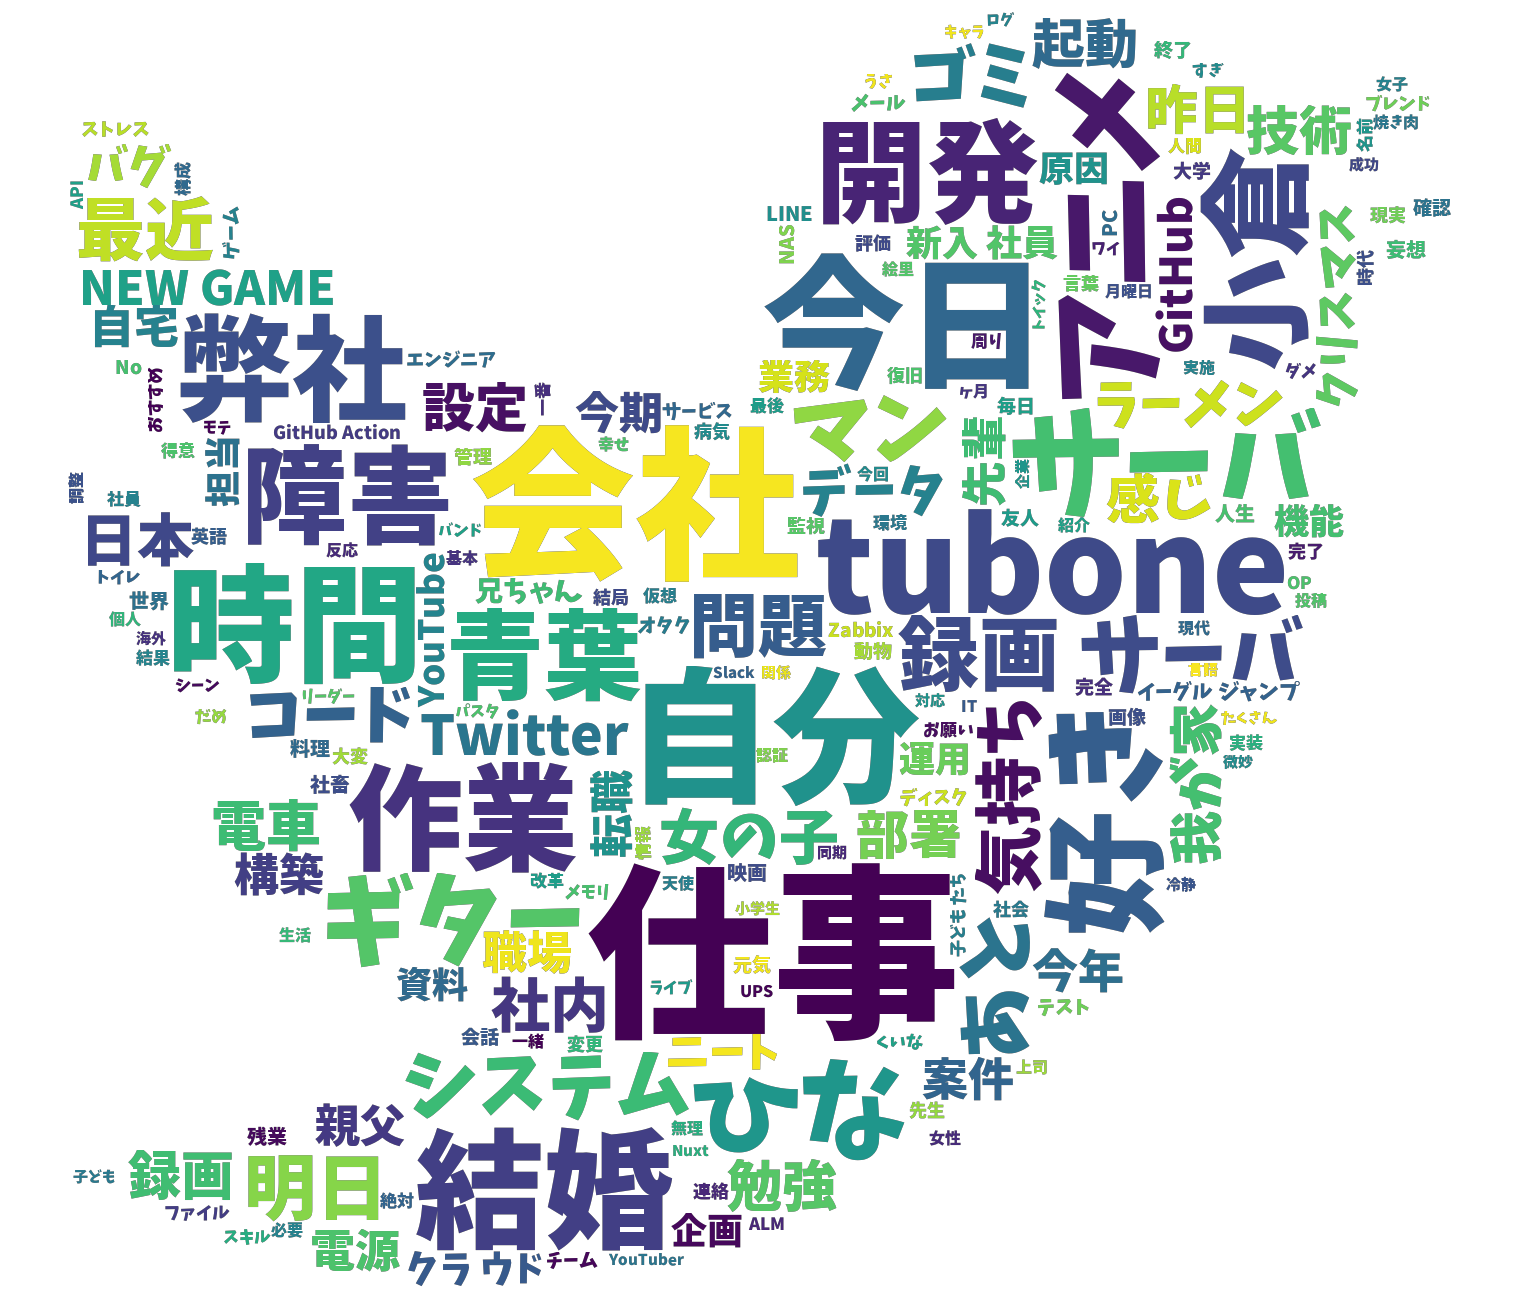 キャラ
ログ
ゴミ
起動
終了
すぎ
うさ
メール
アニメ
昨日
技術
女子
ブレンド
焼き肉
名前
成功
ストレス
バグ
構成
API
最近
ゲーム
開発
原因
人間
大学
小倉
LINE
NAS
評価
新入 社員
PC
ワイ
GitHub
クリスマス
現実
確認
妄想
時代
NEW GAME
自宅
弊社
エンジニア
今日
絵里
トイック
言葉
月曜日
周り
No
おすすめ
モテ
GitHub Action
設定
一番
今期
サービス
病気
幸せ
業務
復旧
最後
ケ月
毎日
実施
ダメ
ラーメン
得意
担当
障害
管理
会社
マン
データ
今回
先輩
企業
サーバ
感じ
人生
機能
調整
社員
日本
英語
反応
バンド
基本
監視
環境
友人
紹介
完了
トイレ
世界
個人
海外
結果
時間
YouTube
兄ちゃん
結局
仮想
tubone
OP
投稿
青葉
オタク
問題
Zabbix
動物
録画
サーバ
現代
言語
シーン
リーダー
だめ
コード
パスタ
Twitter
Slack
関係
自分
認証
対応
IT
お願い
完全
イーグル ジャンプ
画像
たくさん
実装
微妙
料理
大変
社畜
電車
作業
転職
情報
女の子
運用
ディスク
部署
同期
気持ち
好き
我が家
構築
ギター
改革
メモリ
天使
映画
小学生
仕事
子どもたち
社会
冷静
生活
職場
資料
社内
元気
ライブ
UPS
あと
今年
テスト
会話
一緒
変更
ニート
くいな
案件
上司
システム
ひな
先生
女性
残業
親父
結婚
無理
Nuxt
子ども
録画
明日
絶対
連絡
勉強
ファイル
スキル
必要
電源
企画
ALM
クラウド
チーム
YouTuber